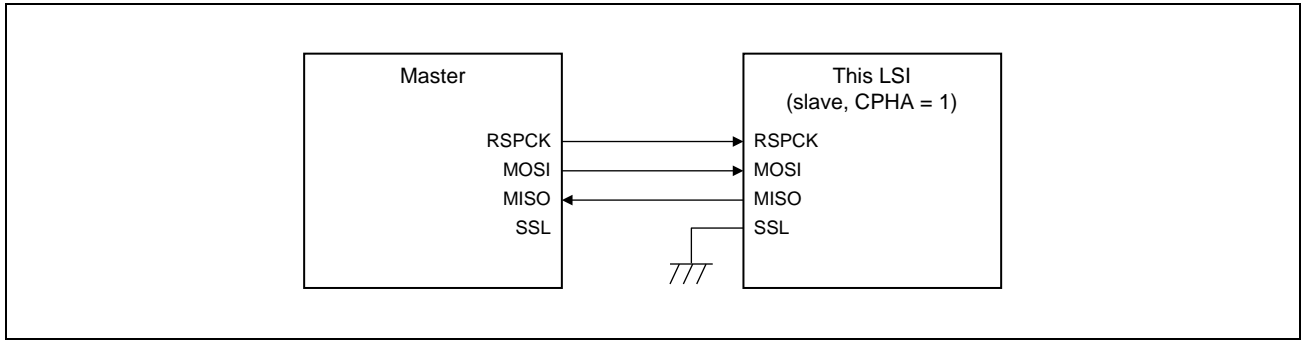 Master
RSPCK
MOSI
MISO
SSL
This LSI
(slave, CPHA = 1)
RSPCK
MOSI
MISO
SSL